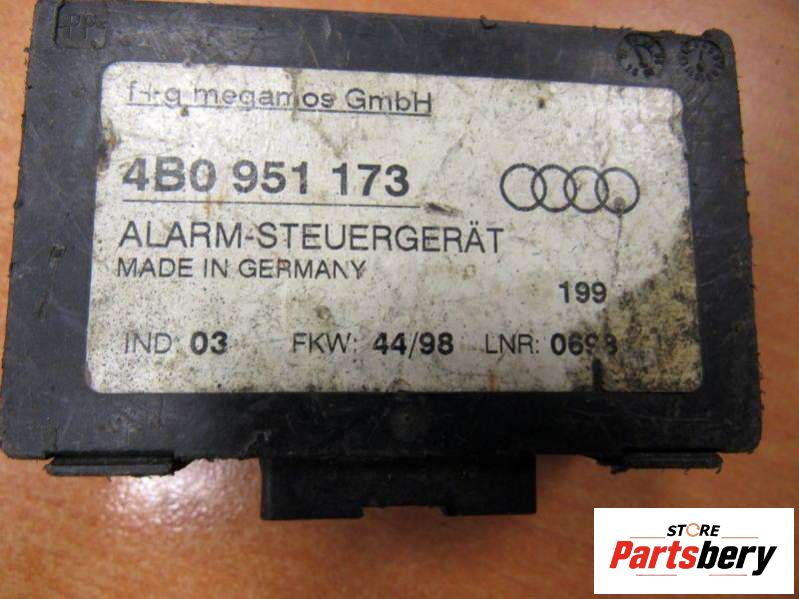 f+g megamos GmbH
4B0 951 173
ALARM-STEUERGERÄT
MADE IN GERMANY
199
IND: 03 FKW: 44/98 LNR: 0698
STORE
Partsbery